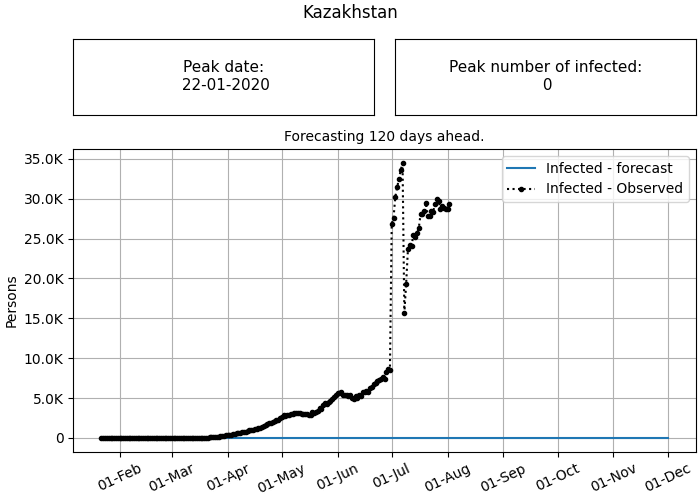 Kazakhstan
Peak date:
22-01-2020
Peak number of infected:
0
Forecasting 120 days ahead.
35.0K
30.0K
25.0K
20.0K
15.0K
10.0K
5.0K
0
Persons
Infected - forecast
Infected - Observed
01-Feb
01-Mar
01-Apr
01-May
01-Jun
01-Jul
01-Aug
01-Sep
01-Oct
01-Nov
01-Dec